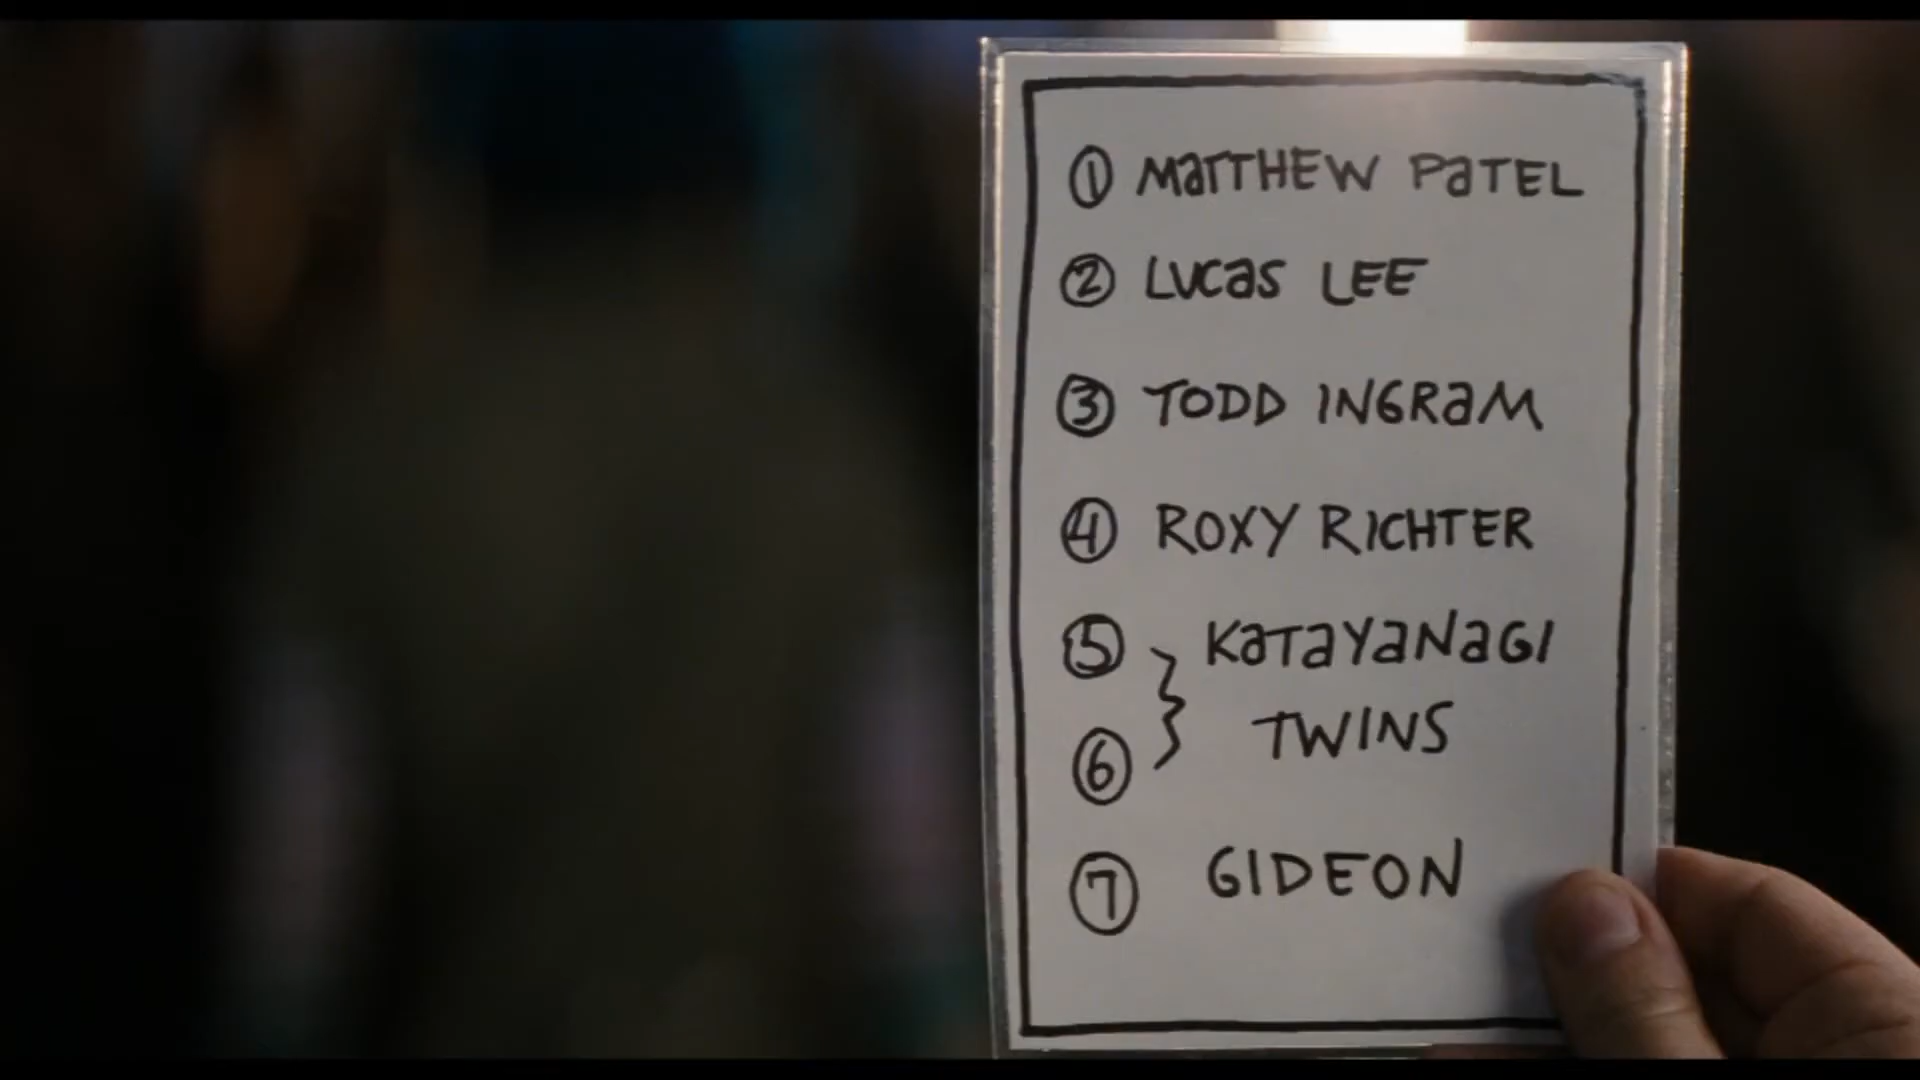 ① MATTHEW PATEL
② LUCAS LEE
③ TODD INGRAM
④ ROXY RICHTER
⑤ KATAYANAGI
⑥ TWINS
⑦ GIDEON